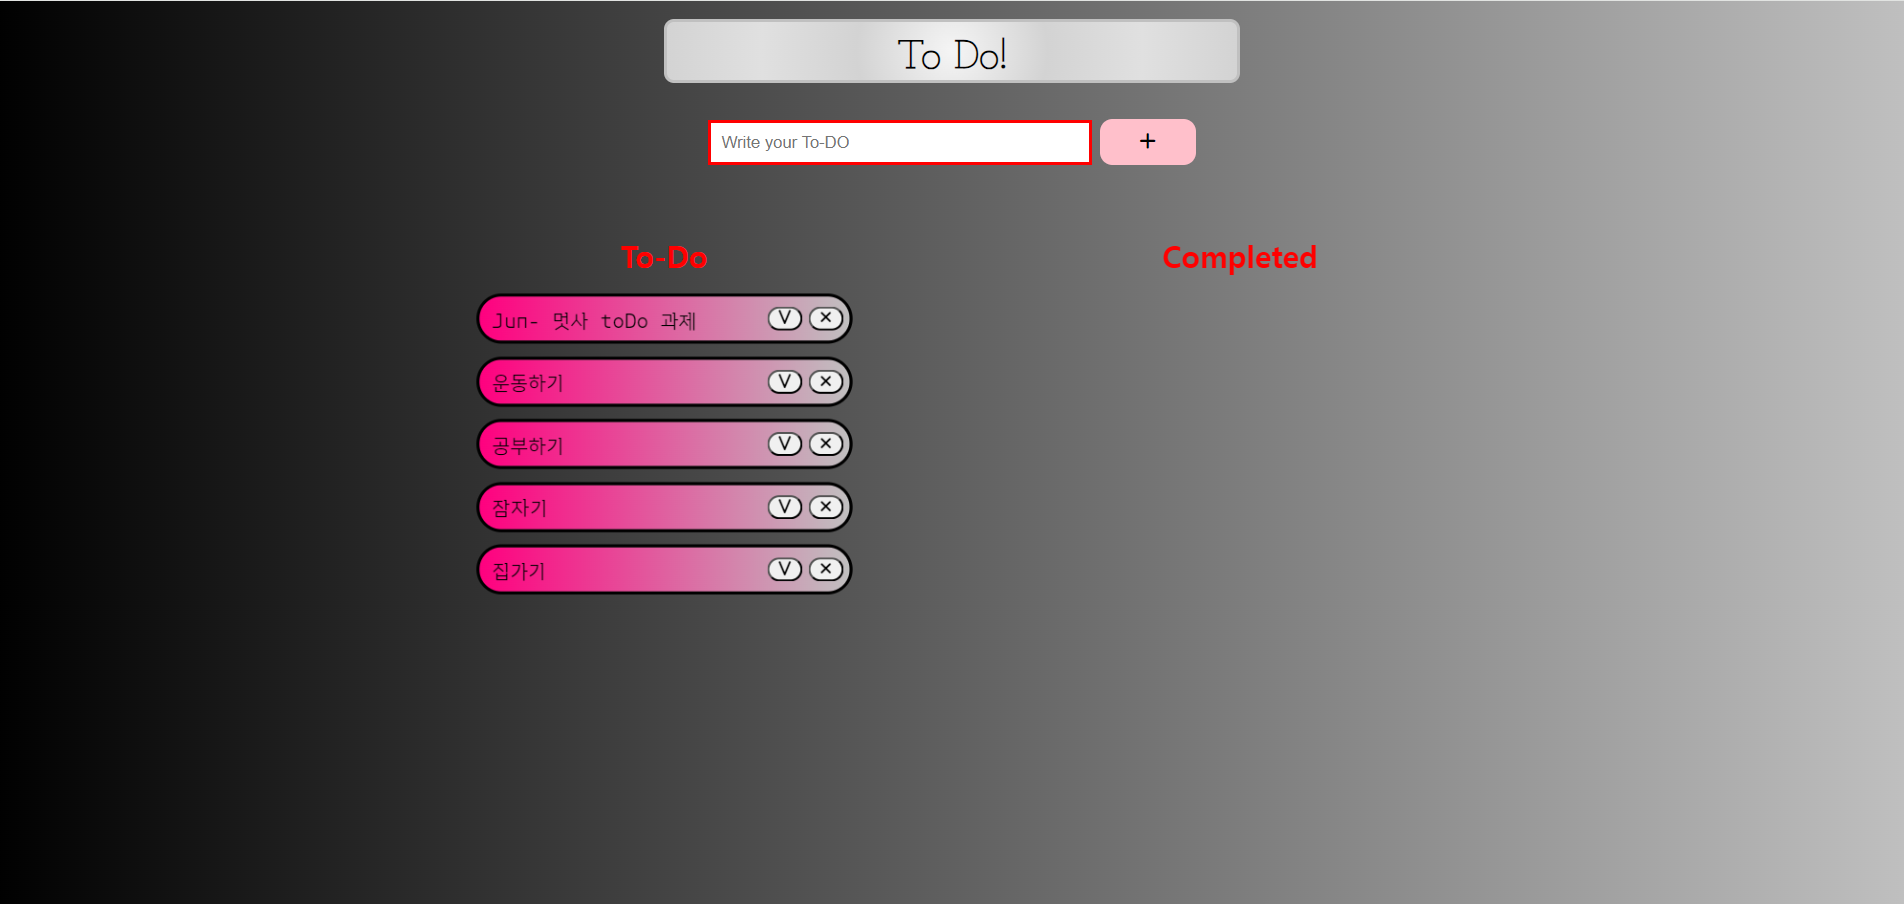 To Do!
Write your To-DO
+
To-Do
Completed
Jun- 멋사 toDo 과제 V ×
운동하기 V ×
공부하기 V ×
잠자기 V ×
집가기 V ×